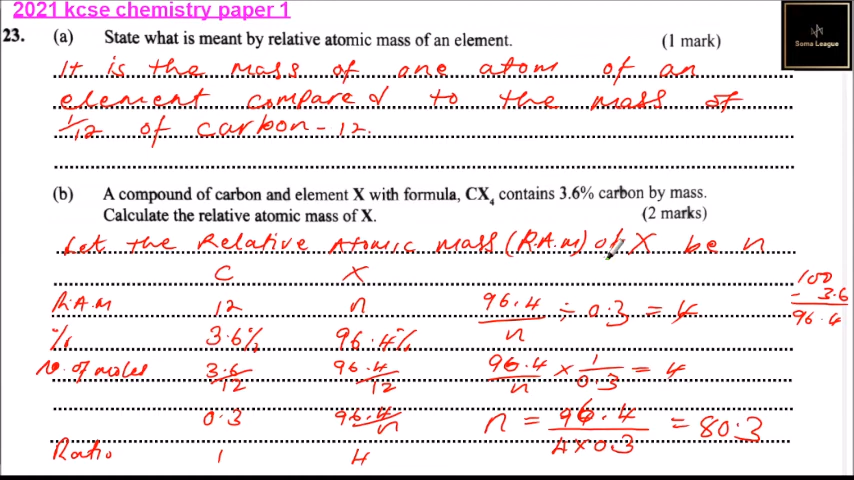 2021 kcse chemistry paper 1
Soma League
23. (a) State what is meant by relative atomic mass of an element. (1 mark)
It is the mass of one atom of an
element compared to the mass of
1/12 of carbon-12.
(b) A compound of carbon and element X with formula, CX₄ contains 3.6% carbon by mass.
Calculate the relative atomic mass of X. (2 marks)
Let the Relative Atomic mass (R.A.M) of X be n
C X
R.A.M 12 n 96.4/n ÷ 0.3 = 4
100 - 3.6
96.4
% 3.6% 96.4%
No. of moles 3.6/12 96.4/12 96.4/n × 1/0.3 = 4
0.3 96.4/n n = 96.4/4×0.3 = 80.3
Ratio 1 4